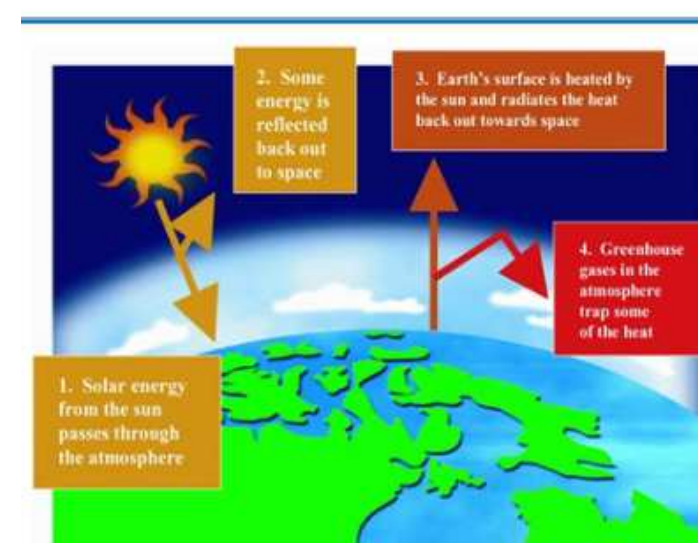 1. Solar energy
from the sun
passes through
the atmosphere
2. Some
energy is
reflected
back out
to space
3. Earth's surface is heated by
the sun and radiates the heat
back out towards space
4. Greenhouse
gases in the
atmosphere
trap some
of the heat